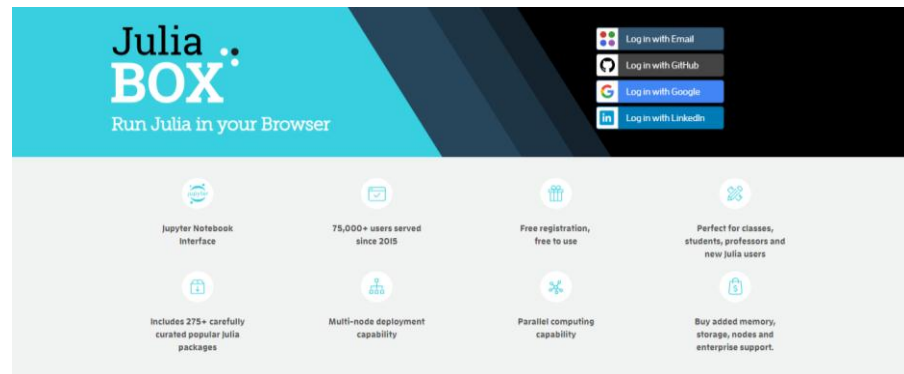 Julia
BOX
Run Julia in your Browser
Log in with Email
Log in with GitHub
Log in with Google
in Log in with LinkedIn
jupyter
Jupyter Notebook
Interface
75,000+ users served
since 2015
Free registration,
free to use
Perfect for classes,
students, professors and
new Julia users
Includes 275+ carefully
curated popular Julia
packages
Multi-node deployment
capability
Parallel computing
capability
$
Buy added memory,
storage, nodes and
enterprise support.